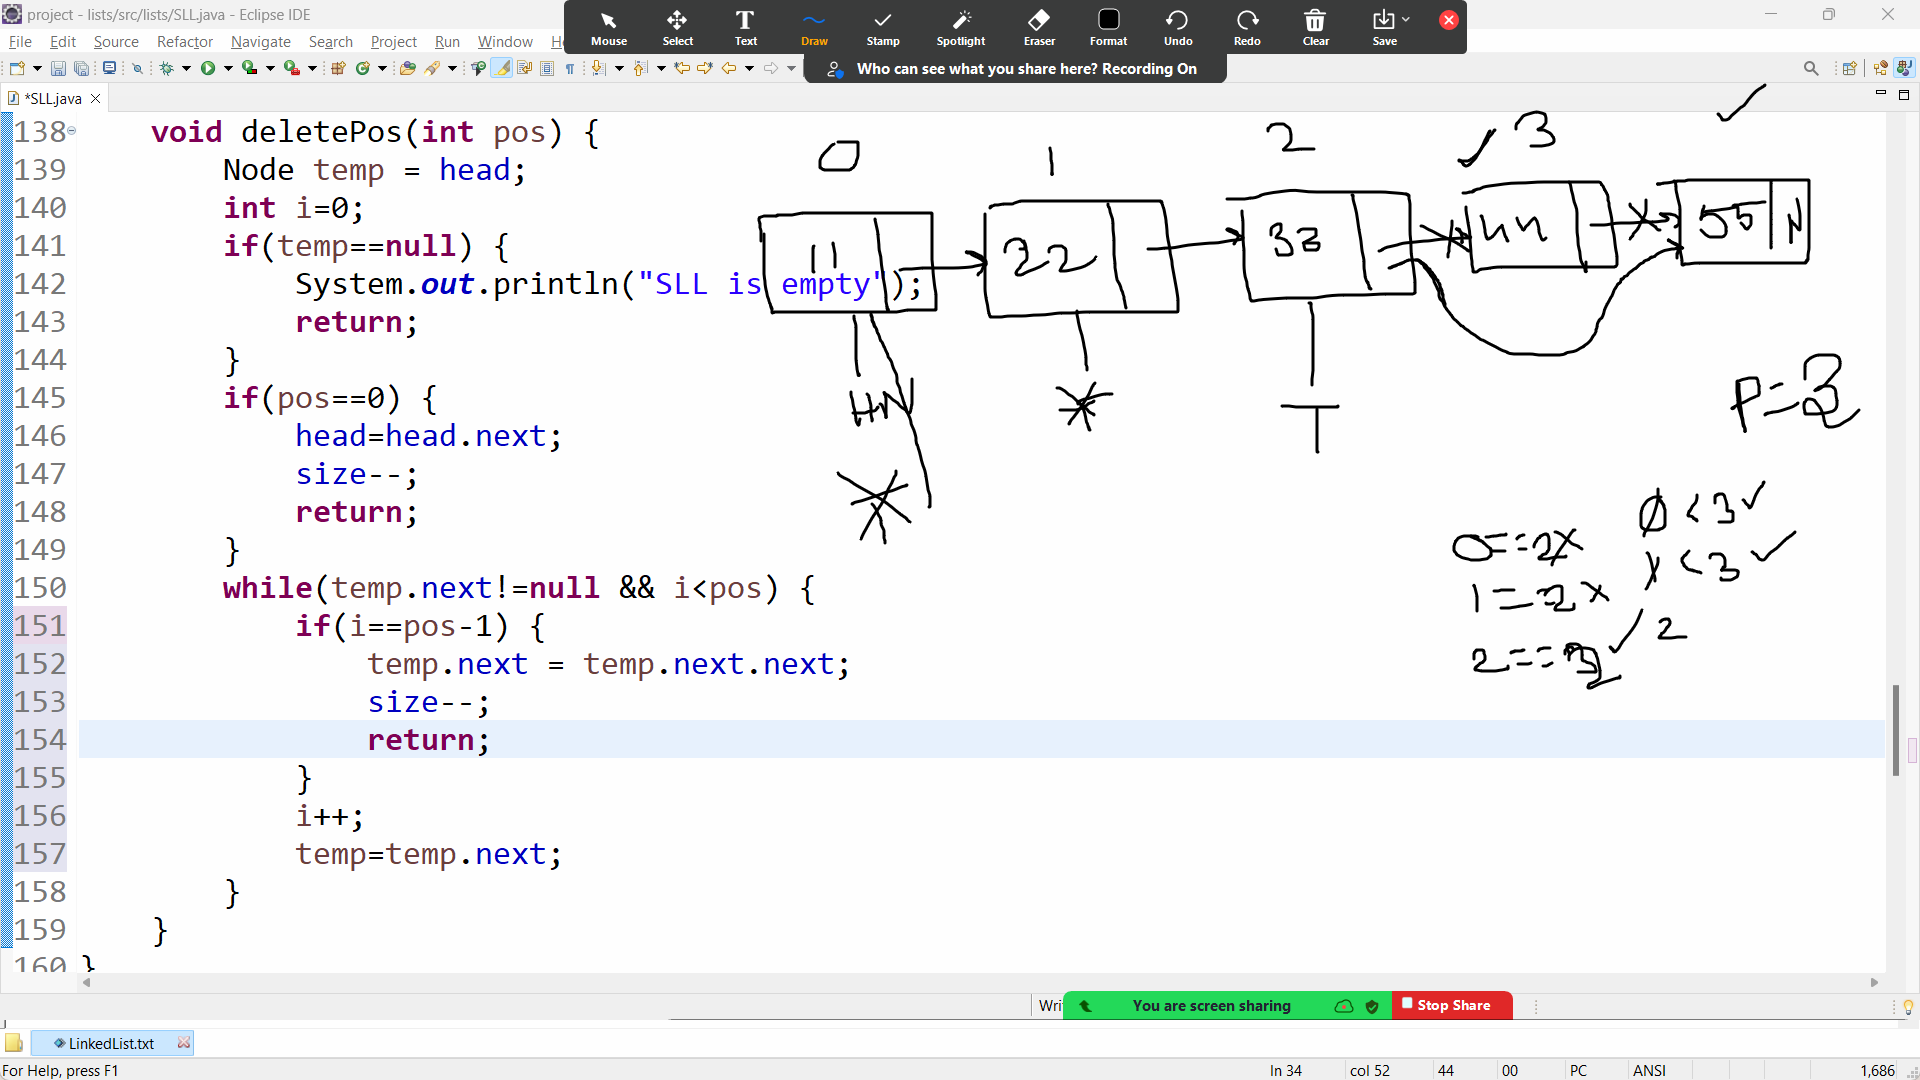 project - lists/src/lists/SLL.java - Eclipse IDE
Mouse Select Text Draw Stamp Spotlight Eraser Format Undo Redo Clear Save
File Edit Source Refactor Navigate Search Project Run Window
Who can see what you share here? Recording On
*SLL.java
138 void deletePos(int pos) {
139 Node temp = head;
140 int i=0;
141 if(temp==null) {
142 System.out.println("SLL is empty");
143 return;
144 }
145 if(pos==0) {
146 head=head.next;
147 size--;
148 return;
149 }
150 while(temp.next!=null && i<pos) {
151 if(i==pos-1) {
152 temp.next = temp.next.next;
153 size--;
154 return;
155 }
156 i++;
157 temp=temp.next;
158 }
159 }
160 }
0 1 2 3
11 22 33 44 55 N
HN
T
P=3
0==2x
0<3
1==2x
1<3
2
2==3
Wri
You are screen sharing
Stop Share
LinkedList.txt
For Help, press F1
ln 34 col 52 44 00 PC ANSI 1,686